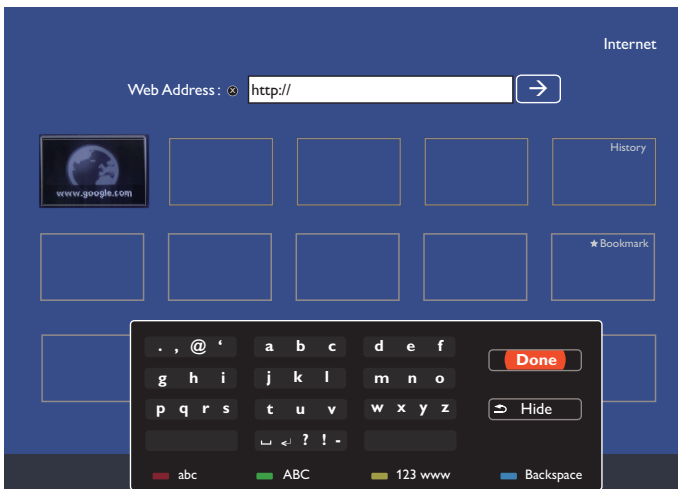 Internet
Web Address : ⓧ http:// →
www.google.com
History
★Bookmark
. , @ ‘ a b c d e f
Done
g h i j k l m n o
p q r s t u v w x y z
Hide
␣ ↲ ? ! -
abc ABC 123 www Backspace